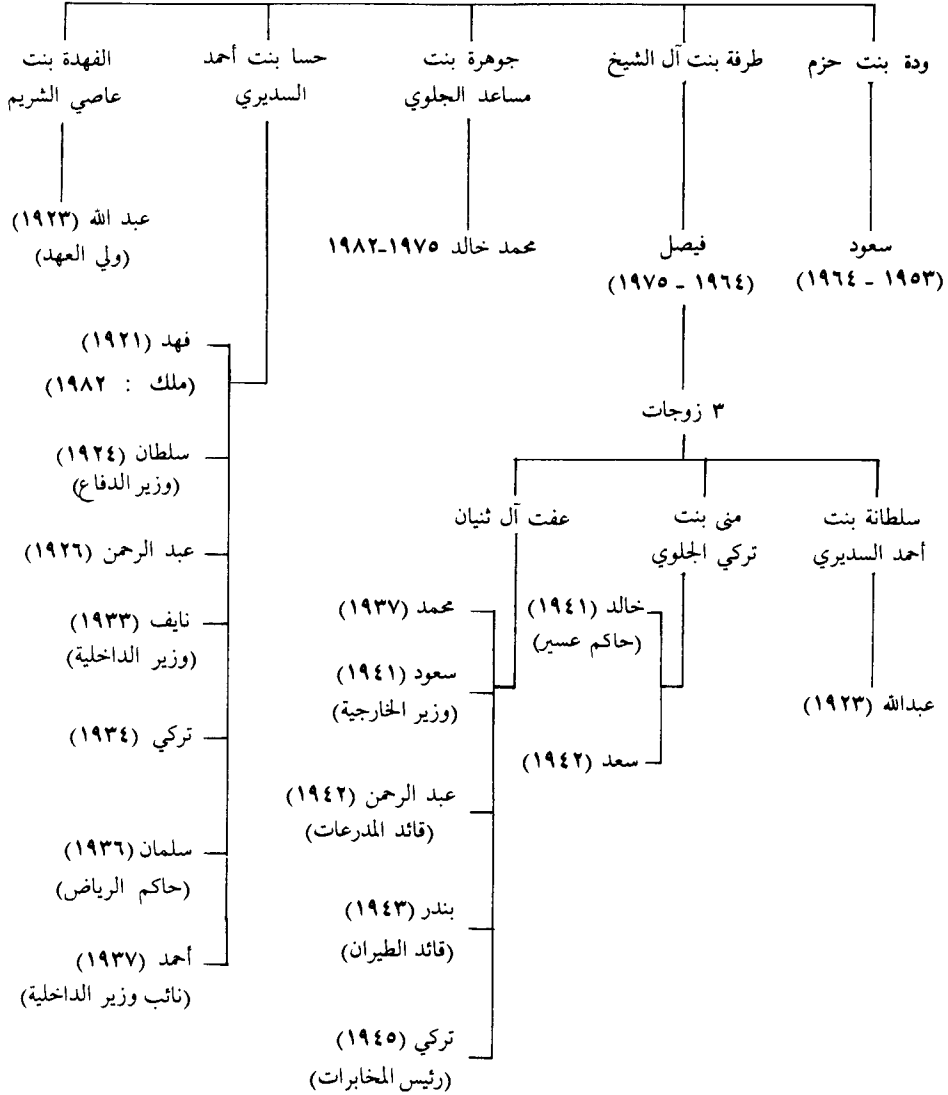 ودة بنت حزم
طرفة بنت آل الشيخ
جوهرة بنت
مساعد الجلوي
حسا بنت أحمد
السديري
الفهدة بنت
عاصي الشريم
سعود
(١٩٥٣ - ١٩٦٤)
فيصل
(١٩٦٤ - ١٩٧٥)
محمد خالد ١٩٧٥-١٩٨٢
عبد الله (١٩٢٣)
(ولي العهد)
٣ زوجات
سلطانة بنت
أحمد السديري
منى بنت
تركي الجلوي
عفت آل ثنيان
عبدالله (١٩٢٣)
خالد (١٩٤١)
(حاكم عسير)
سعد (١٩٤٢)
محمد (١٩٣٧)
سعود (١٩٤١)
(وزير الخارجية)
عبد الرحمن (١٩٤٢)
(قائد المدرعات)
بندر (١٩٤٣)
(قائد الطيران)
تركي (١٩٤٥)
(رئيس المخابرات)
فهد (١٩٢١)
(ملك : ١٩٨٢)
سلطان (١٩٢٤)
(وزير الدفاع)
عبد الرحمن (١٩٢٦)
نايف (١٩٣٣)
(وزير الداخلية)
تركي (١٩٣٤)
سلمان (١٩٣٦)
(حاكم الرياض)
أحمد (١٩٣٧)
(نائب وزير الداخلية)